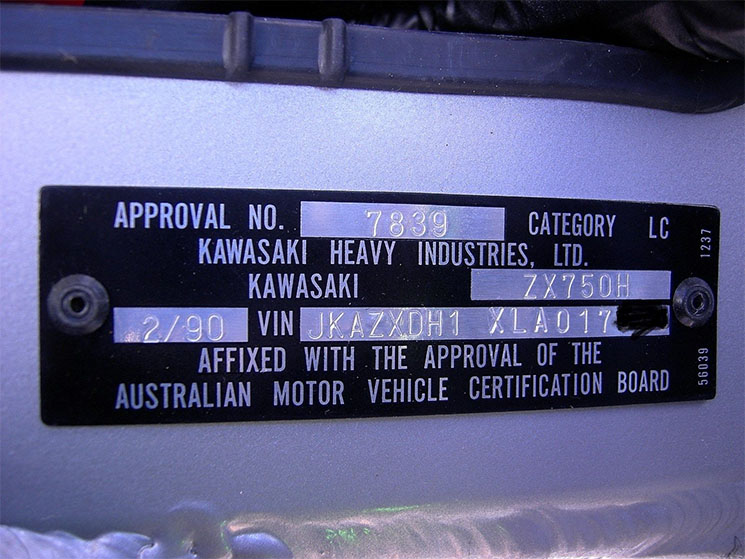 APPROVAL NO. 7839 CATEGORY LC
KAWASAKI HEAVY INDUSTRIES, LTD.
KAWASAKI ZX750H
2/90 VIN JKAZXDH1 XLA017
AFFIXED WITH THE APPROVAL OF THE
AUSTRALIAN MOTOR VEHICLE CERTIFICATION BOARD
1237
56039